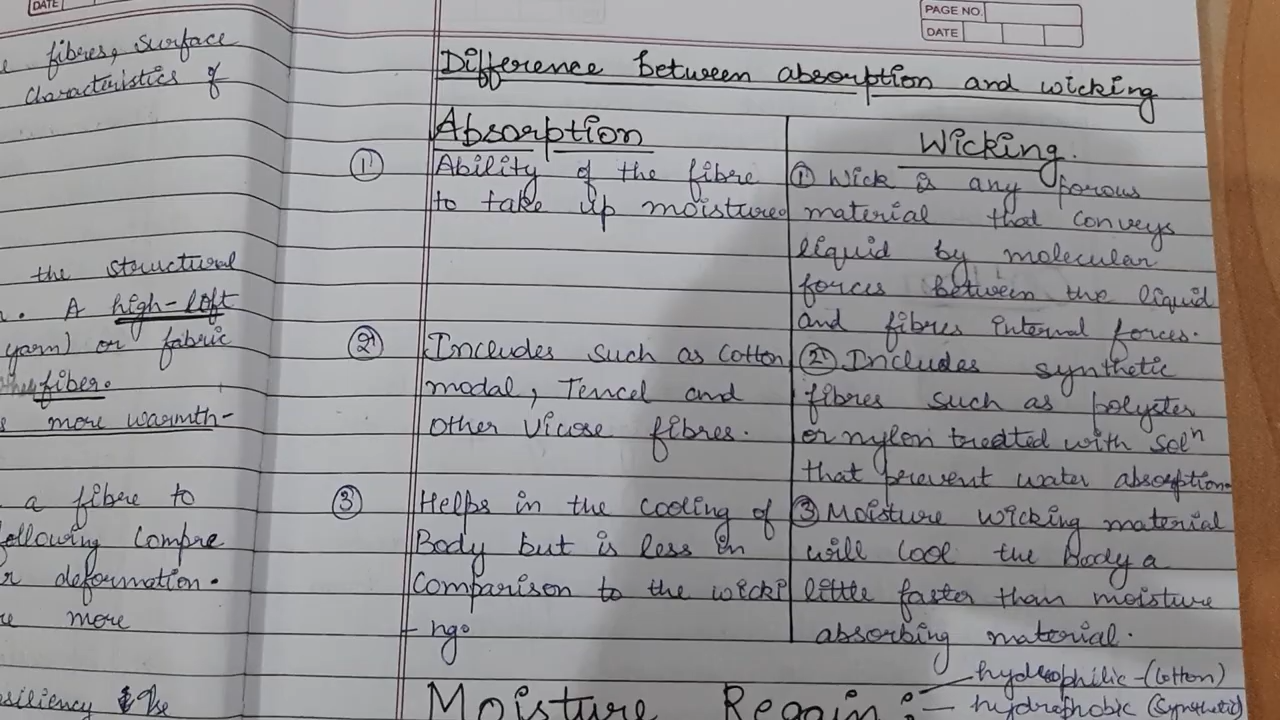 DATE
e fibres, surface
characteristics of
the structural
. A high-loft
yarn) or fabric
fiber.
s more warmth-
a fibre to
following compre
r deformation.
re more
siliency the
PAGE NO.
DATE
Difference between absorption and wicking
Absorption
① Ability of the fibre
to take up moisture.
② Includes such as cotton
modal, Tencel and
other vicose fibres.
③ Helps in the cooling of
Body but is less in
comparison to the wicki
-ng.
Wicking.
① Wick is any porous
material that conveys
liquid by molecular
forces between the liquid
and fibres internal forces.
② Includes synthetic
fibres such as polyster
or nylon treated with solⁿ
that prevent water absorption.
③ Moisture wicking material
will cool the Body a
little faster than moisture
absorbing material.
Moisture Regain:
— hydrophilic-(cotton)
— hydrophobic (Synthetic)